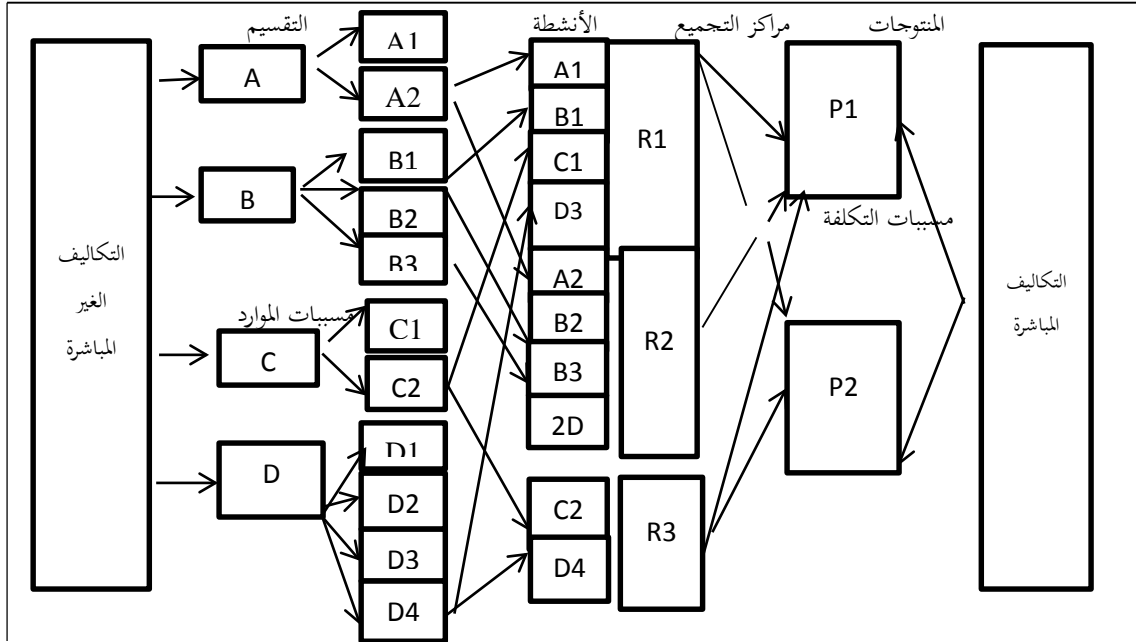 التقسيم
الأنشطة
مراكز التجميع
المنتوجات
التكاليف
الغير
المباشرة
A
B
مسببات الموارد
C
D
A1
A2
B1
B2
B3
C1
C2
D1
D2
D3
D4
A1
B1
C1
D3
A2
B2
B3
2D
C2
D4
R1
R2
R3
P1
مسببات التكلفة
P2
التكاليف
المباشرة